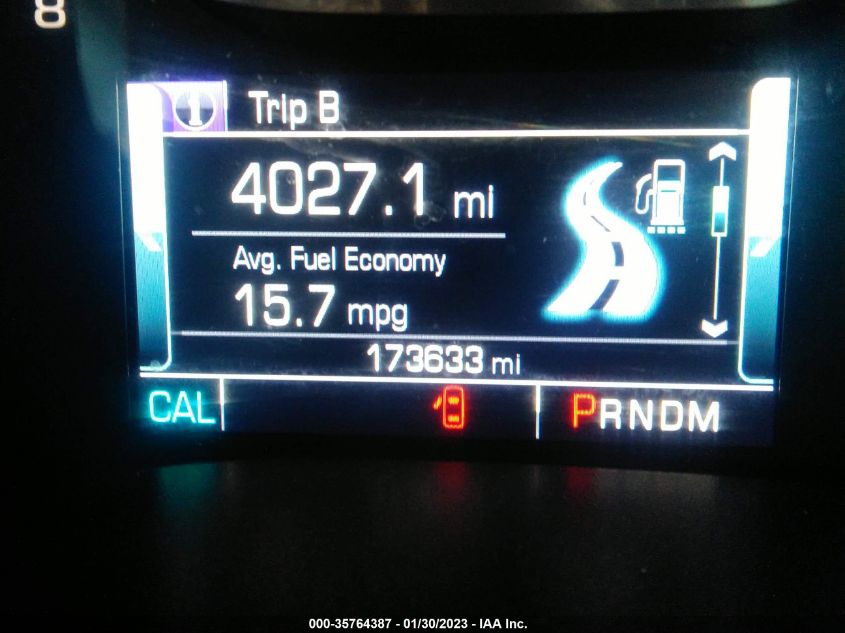 8
Trip B
4027.1 mi
Avg. Fuel Economy
15.7 mpg
173633 mi
CAL PRNDM
000-35764387 - 01/30/2023 - IAA Inc.